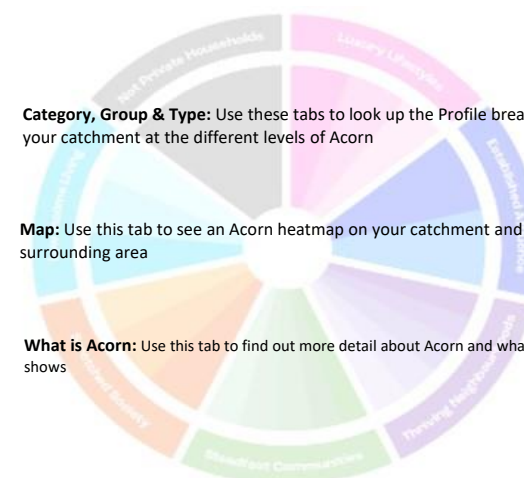 Not Private Households
Luxury Lifestyles
Category, Group & Type: Use these tabs to look up the Profile brea
your catchment at the different levels of Acorn
Established Affluence
Map: Use this tab to see an Acorn heatmap on your catchment and
surrounding area
What is Acorn: Use this tab to find out more detail about Acorn and wha
shows
Stretched Society
Thriving Neighbourhoods
Steadfast Communities